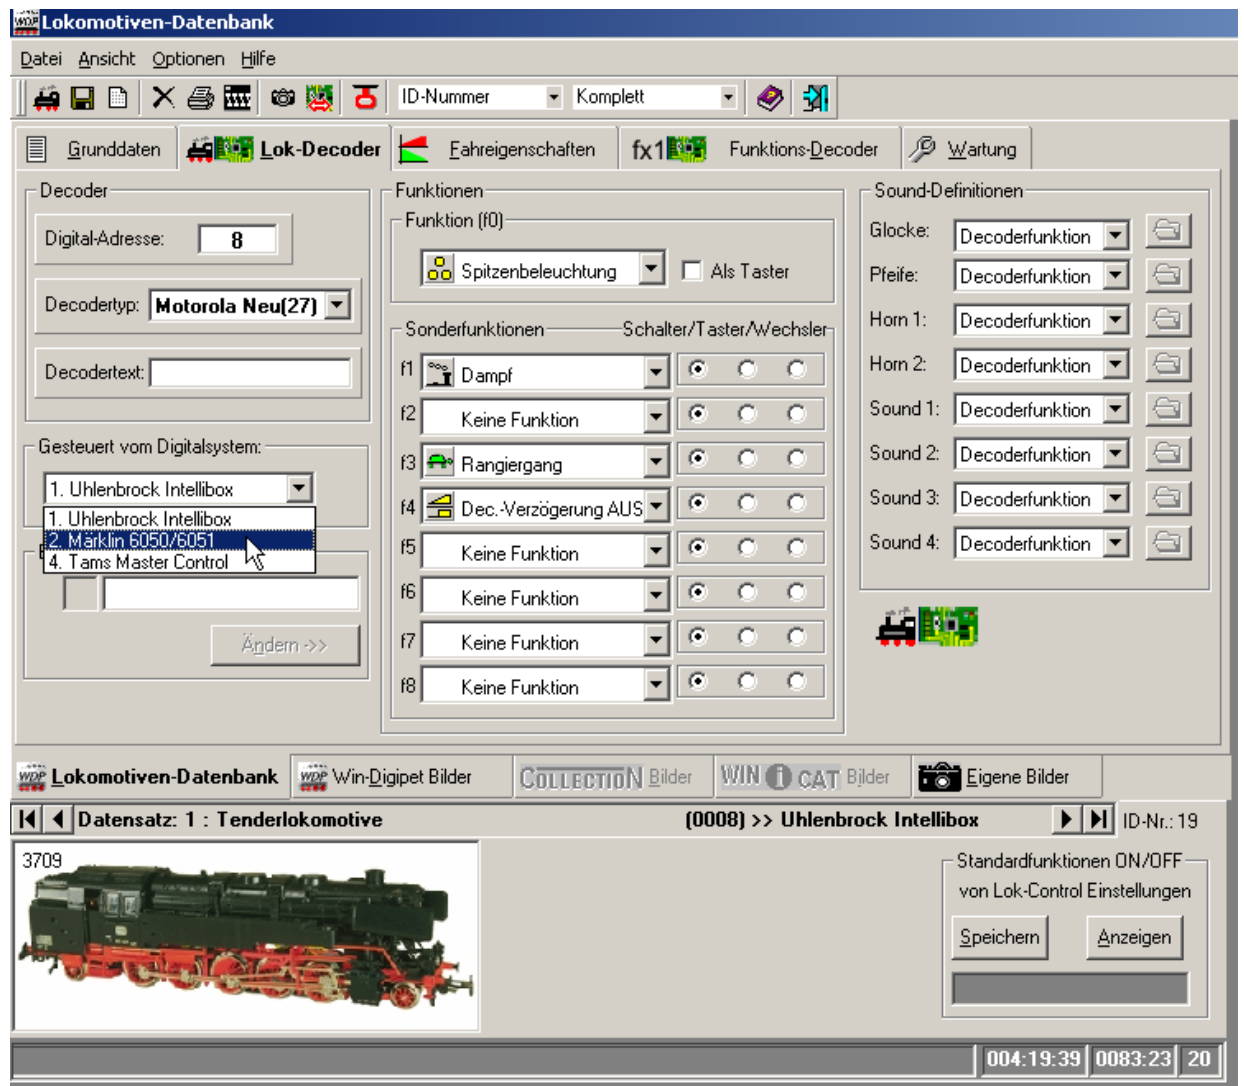 WDP Lokomotiven-Datenbank
Datei Ansicht Optionen Hilfe
ID-Nummer Komplett
Grunddaten Lok-Decoder Fahreigenschaften fx1 Funktions-Decoder Wartung
Decoder
Digital-Adresse: 8
Decodertyp: Motorola Neu(27)
Decodertext:
Gesteuert vom Digitalsystem:
1. Uhlenbrock Intellibox
1. Uhlenbrock Intellibox
2. Märklin 6050/6051
4. Tams Master Control
Ändern ->>
Funktionen
Funktion (f0)
Spitzenbeleuchtung Als Taster
Sonderfunktionen Schalter/Taster/Wechsler
f1 Dampf
f2 Keine Funktion
f3 Rangiergang
f4 Dec.-Verzögerung AUS
f5 Keine Funktion
f6 Keine Funktion
f7 Keine Funktion
f8 Keine Funktion
Sound-Definitionen
Glocke: Decoderfunktion
Pfeife: Decoderfunktion
Horn 1: Decoderfunktion
Horn 2: Decoderfunktion
Sound 1: Decoderfunktion
Sound 2: Decoderfunktion
Sound 3: Decoderfunktion
Sound 4: Decoderfunktion
WDP Lokomotiven-Datenbank WDP Win-Digipet Bilder COLLECTION Bilder WIN CAT Bilder Eigene Bilder
Datensatz: 1 : Tenderlokomotive (0008) >> Uhlenbrock Intellibox ID-Nr.: 19
3709
Standardfunktionen ON/OFF
von Lok-Control Einstellungen
Speichern Anzeigen
004:19:39 0083:23 20